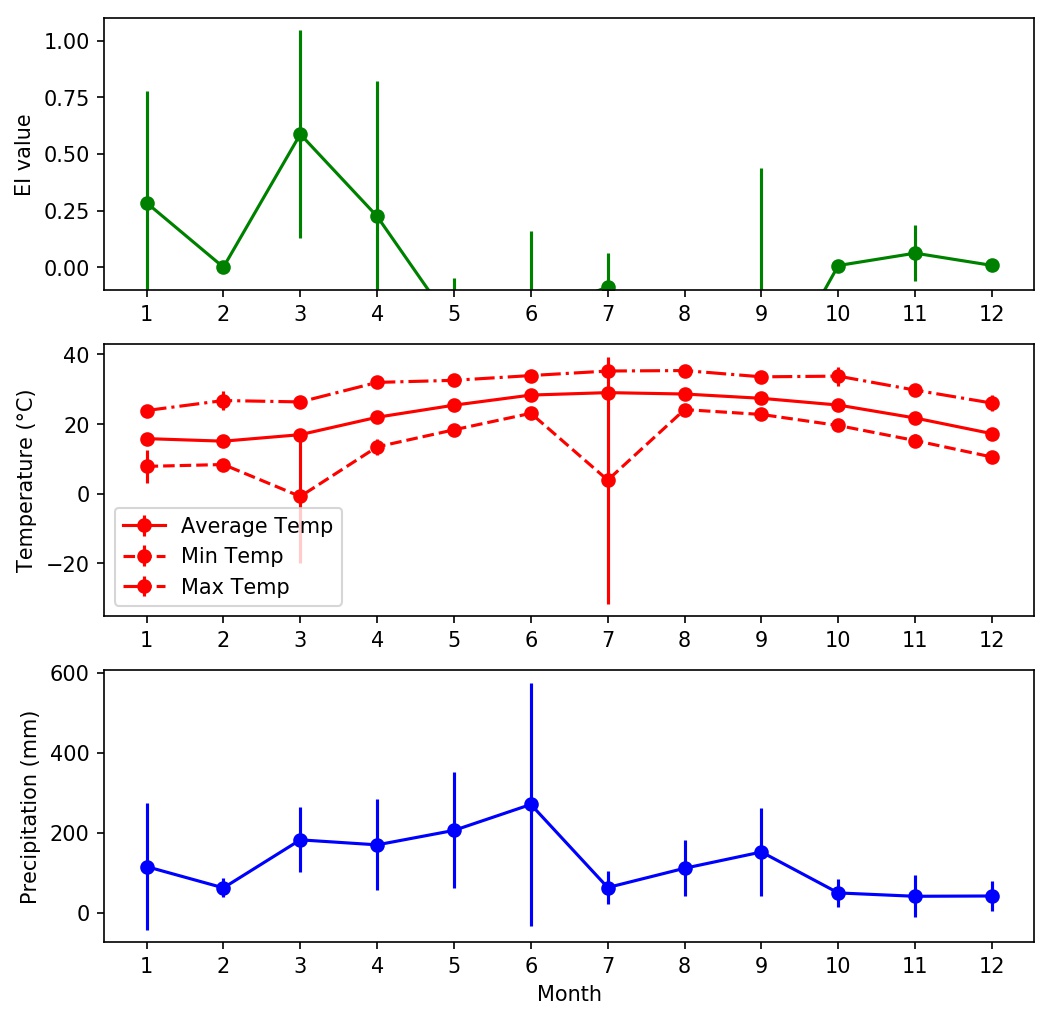 1.00
0.75
0.50
0.25
0.00
EI value
1 2 3 4 5 6 7 8 9 10 11 12
40
20
0
−20
Temperature (°C)
Average Temp
Min Temp
Max Temp
1 2 3 4 5 6 7 8 9 10 11 12
600
400
200
0
Precipitation (mm)
1 2 3 4 5 6 7 8 9 10 11 12
Month